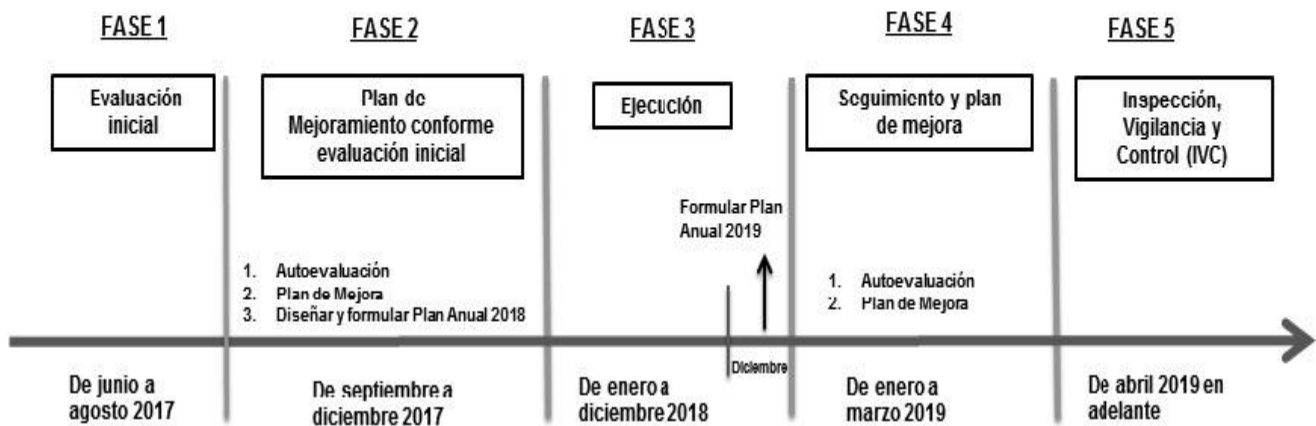 FASE 1
FASE 2
FASE 3
FASE 4
FASE 5
Evaluación
inicial
Plan de
Mejoramiento conforme
evaluación inicial
Ejecución
Seguimiento y plan
de mejora
Inspección,
Vigilancia y
Control (IVC)
Formular Plan
Anual 2019
1. Autoevaluación
2. Plan de Mejora
3. Diseñar y formular Plan Anual 2018
1. Autoevaluación
2. Plan de Mejora
Diciembre
De junio a
agosto 2017
De septiembre a
diciembre 2017
De enero a
diciembre 2018
De enero a
marzo 2019
De abril 2019 en
adelante